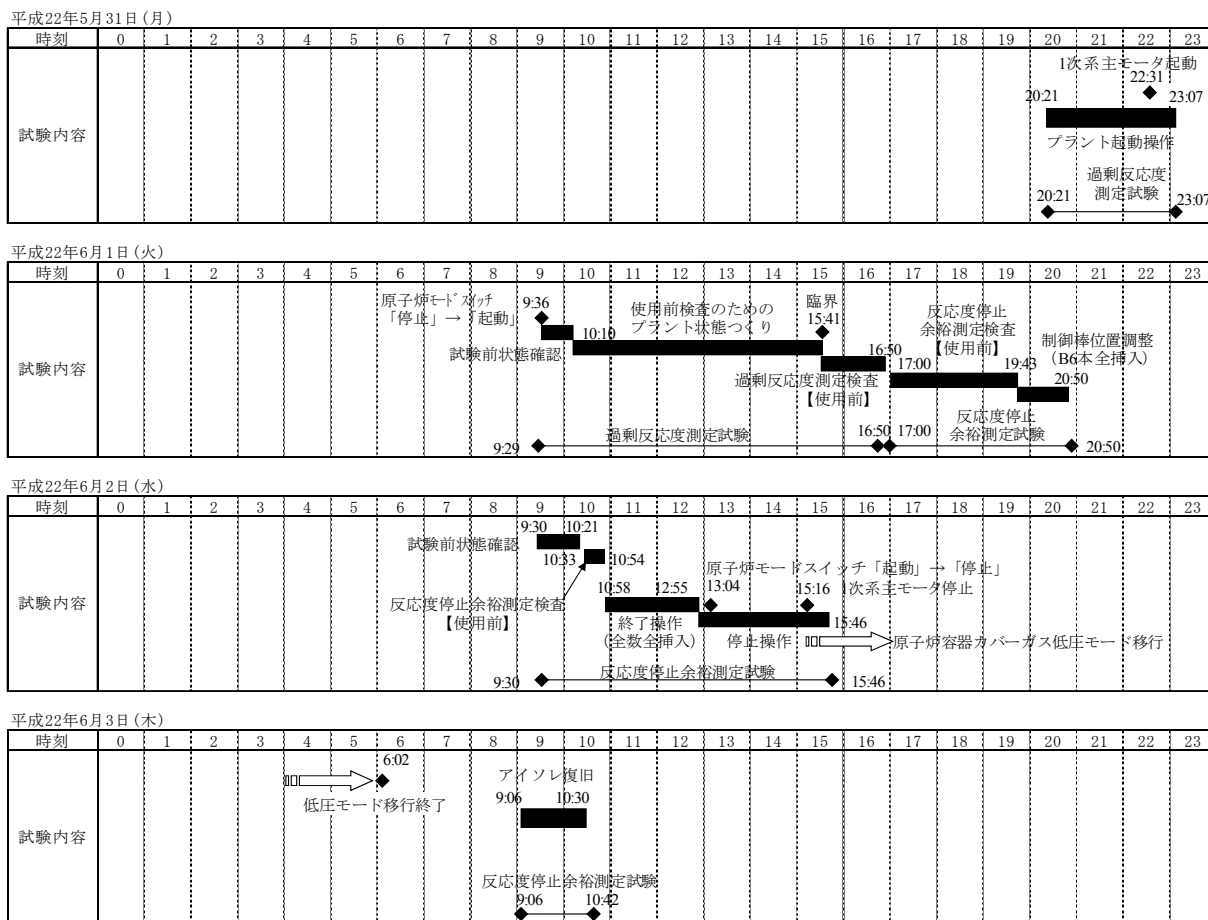 平成22年5月31日(月)
時刻 0 1 2 3 4 5 6 7 8 9 10 11 12 13 14 15 16 17 18 19 20 21 22 23
試験内容
1次系主モータ起動
22:31
20:21 23:07
プラント起動操作
過剰反応度
測定試験
20:21 23:07
平成22年6月1日(火)
時刻 0 1 2 3 4 5 6 7 8 9 10 11 12 13 14 15 16 17 18 19 20 21 22 23
試験内容
原子炉モードスイッチ
「停止」→「起動」
9:36
試験前状態確認
10:10
使用前検査のための
プラント状態つくり
臨界
15:41
過剰反応度測定検査
【使用前】
16:50
反応度停止
余裕測定検査
【使用前】
17:00 19:43
制御棒位置調整
(B6本全挿入)
20:50
9:29 過剰反応度測定試験 16:50
17:00 反応度停止
余裕測定試験
20:50
平成22年6月2日(水)
時刻 0 1 2 3 4 5 6 7 8 9 10 11 12 13 14 15 16 17 18 19 20 21 22 23
試験内容
9:30 10:21
試験前状態確認
10:33 10:54
反応度停止余裕測定検査
【使用前】
10:58 12:55
終了操作
(全数全挿入)
原子炉モードスイッチ「起動」→「停止」
13:04
15:16 1次系主モータ停止
停止操作 15:46
原子炉容器カバーガス低圧モード移行
反応度停止余裕測定試験
9:30 15:46
平成22年6月3日(木)
時刻 0 1 2 3 4 5 6 7 8 9 10 11 12 13 14 15 16 17 18 19 20 21 22 23
試験内容
6:02
低圧モード移行終了
アイソレ復旧
9:06 10:30
反応度停止余裕測定試験
9:06 10:42